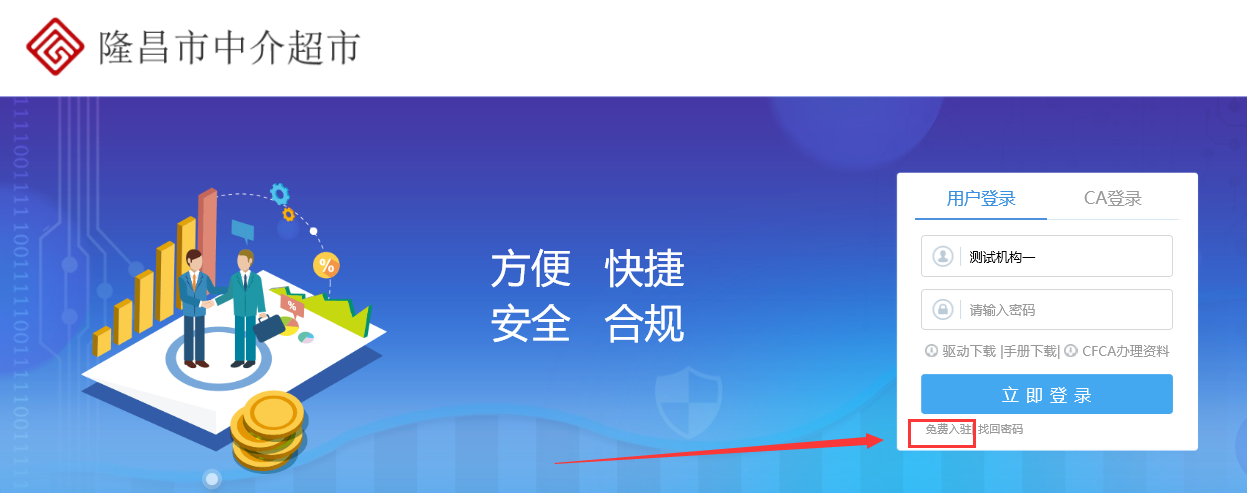 隆昌市中介超市
方便 快捷
安全 合规
用户登录 CA登录
测试机构一
请输入密码
驱动下载 |手册下载| CFCA办理资料
立即登录
免费入驻| 找回密码
%
%